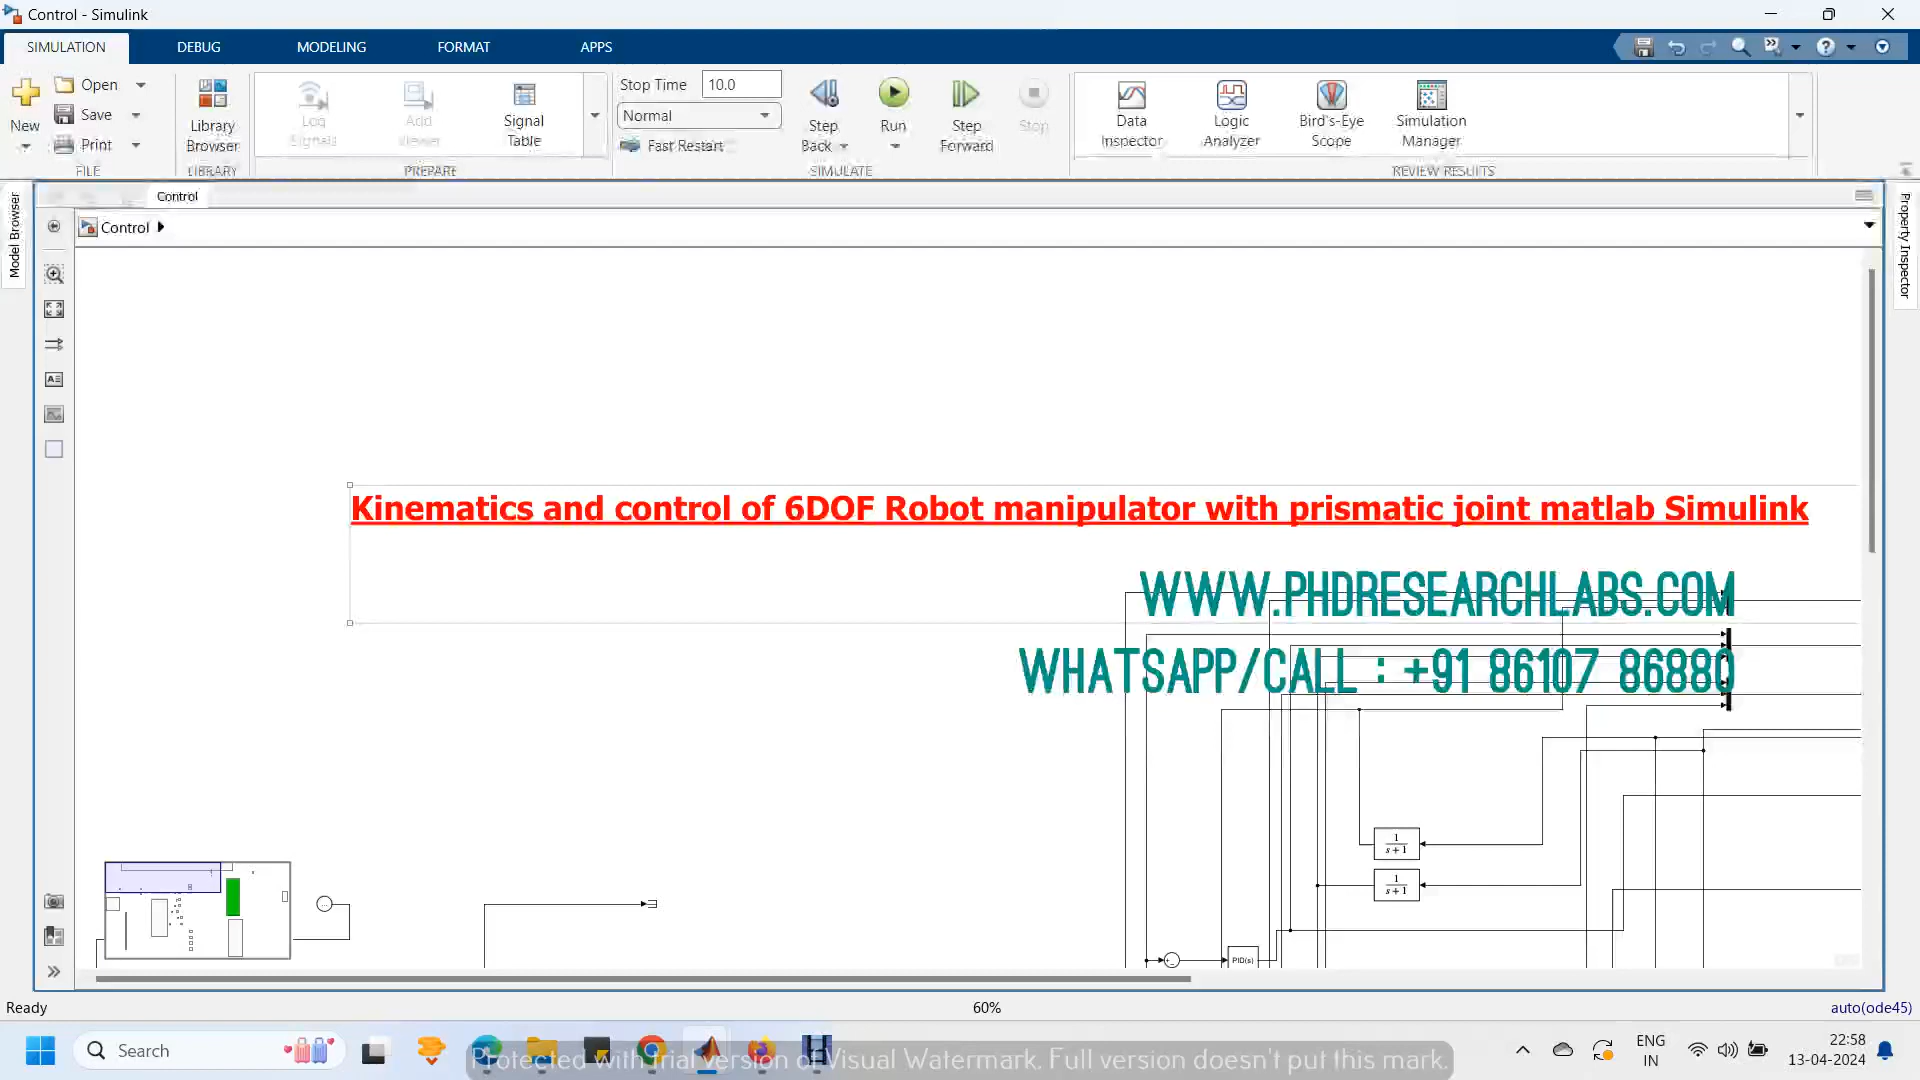 Control - Simulink
SIMULATION DEBUG MODELING FORMAT APPS
New
Open
Save
Print
FILE
Library Browser
LIBRARY
Log Signals
Add Viewer
Signal Table
PREPARE
Stop Time 10.0
Normal
Fast Restart
Step Back
Run
Step Forward
Stop
SIMULATE
Data Inspector
Logic Analyzer
Bird's-Eye Scope
Simulation Manager
REVIEW RESULTS
Model Browser
Control
Property Inspector
Control
Kinematics and control of 6DOF Robot manipulator with prismatic joint matlab Simulink
WWW.PHDRESEARCHLABS.COM
WHATSAPP/CALL : +91 86107 86880
1
s+1
1
s+1
PID(s)
Ready 60% auto(ode45)
Search
Protected with trial version of Visual Watermark. Full version doesn't put this mark.
ENG
IN
22:58
13-04-2024